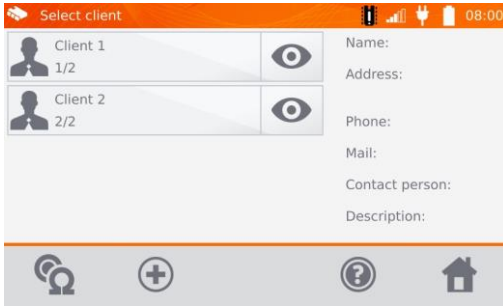 Select client
08:00
Client 1
1/2
Client 2
2/2
Name:
Address:
Phone:
Mail:
Contact person:
Description: